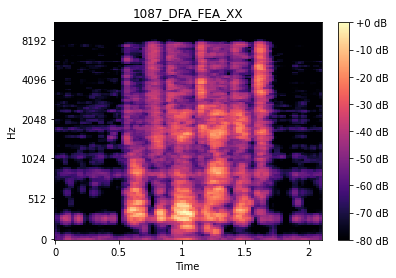 1087_DFA_FEA_XX
8192
4096
2048
1024
512
0
Hz
0
0.5
1
1.5
2
Time
+0 dB
-10 dB
-20 dB
-30 dB
-40 dB
-50 dB
-60 dB
-70 dB
-80 dB